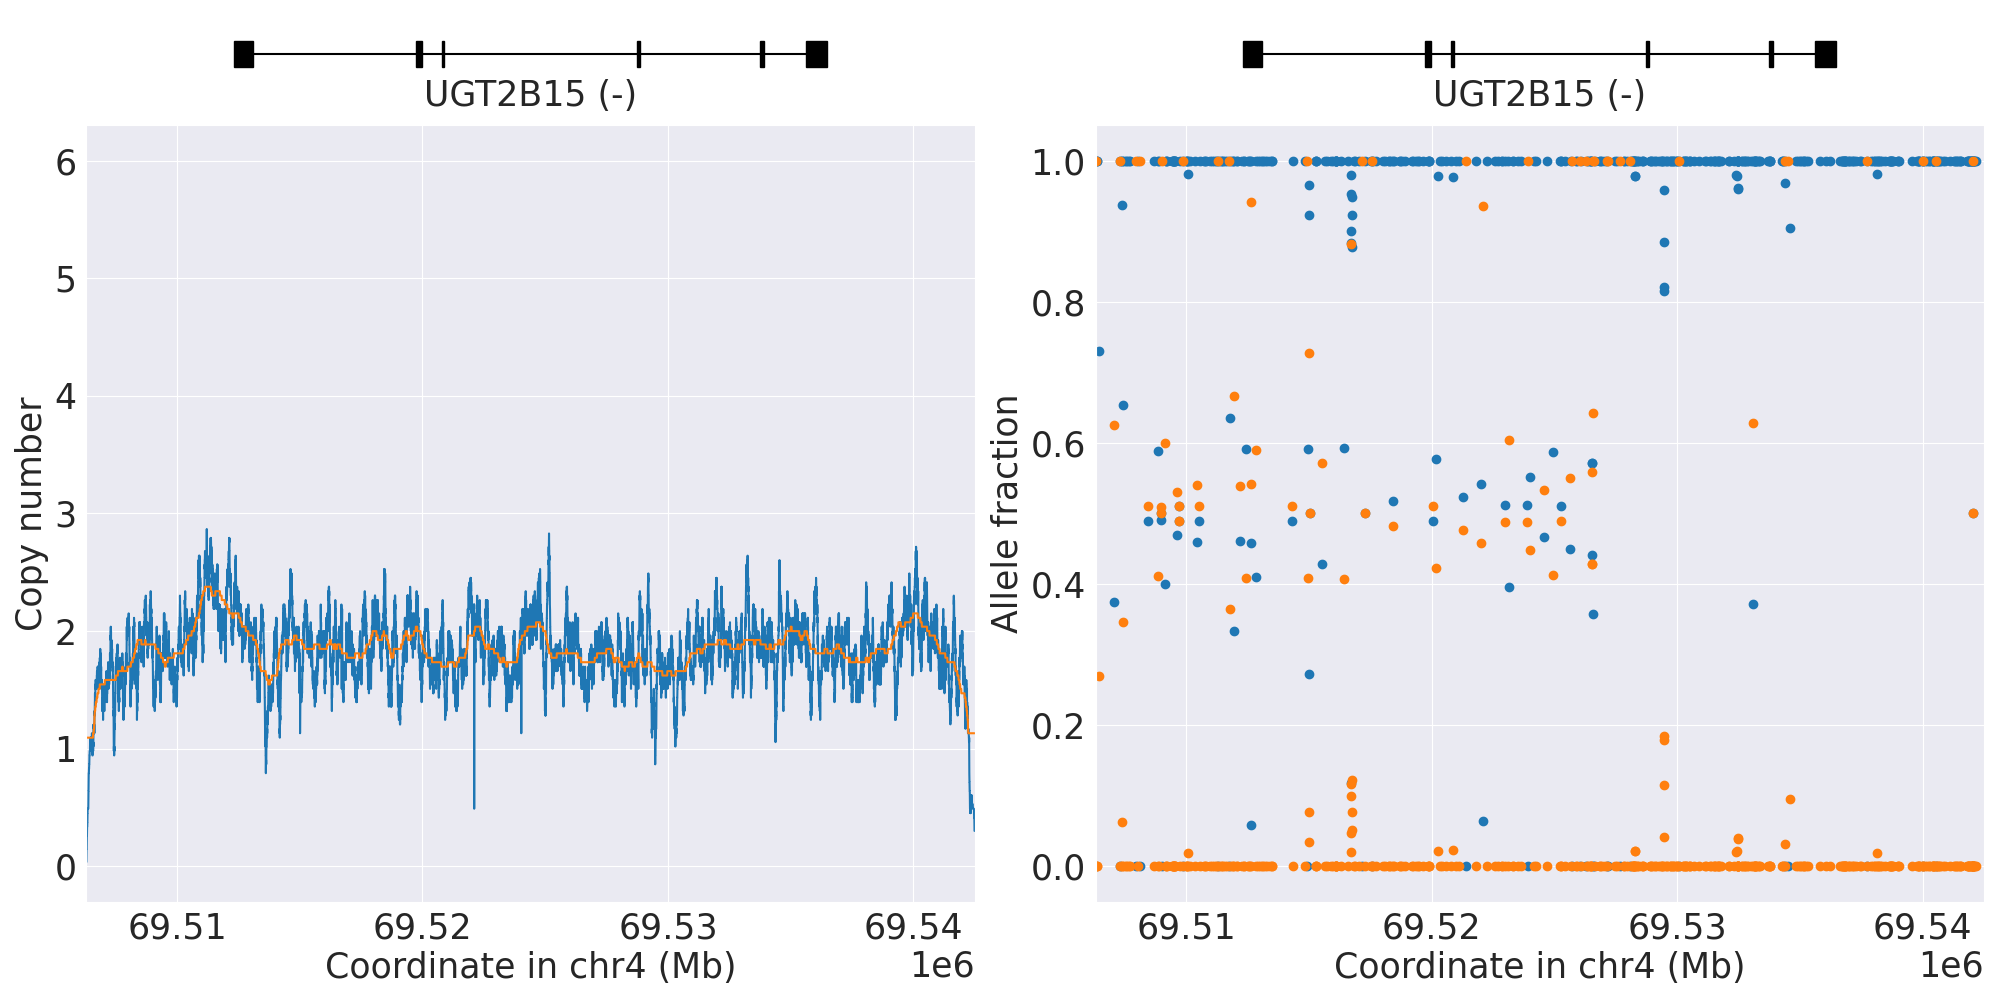 UGT2B15 (-)
6
5
4
3
2
1
0
Copy number
69.51 69.52 69.53 69.54
Coordinate in chr4 (Mb)
1e6
UGT2B15 (-)
1.0
0.8
0.6
0.4
0.2
0.0
Allele fraction
69.51 69.52 69.53 69.54
Coordinate in chr4 (Mb)
1e6